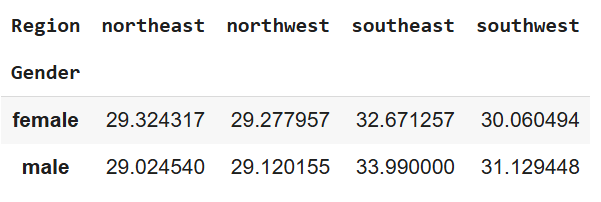 Region northeast northwest southeast southwest
Gender
female 29.324317 29.277957 32.671257 30.060494
male 29.024540 29.120155 33.990000 31.129448